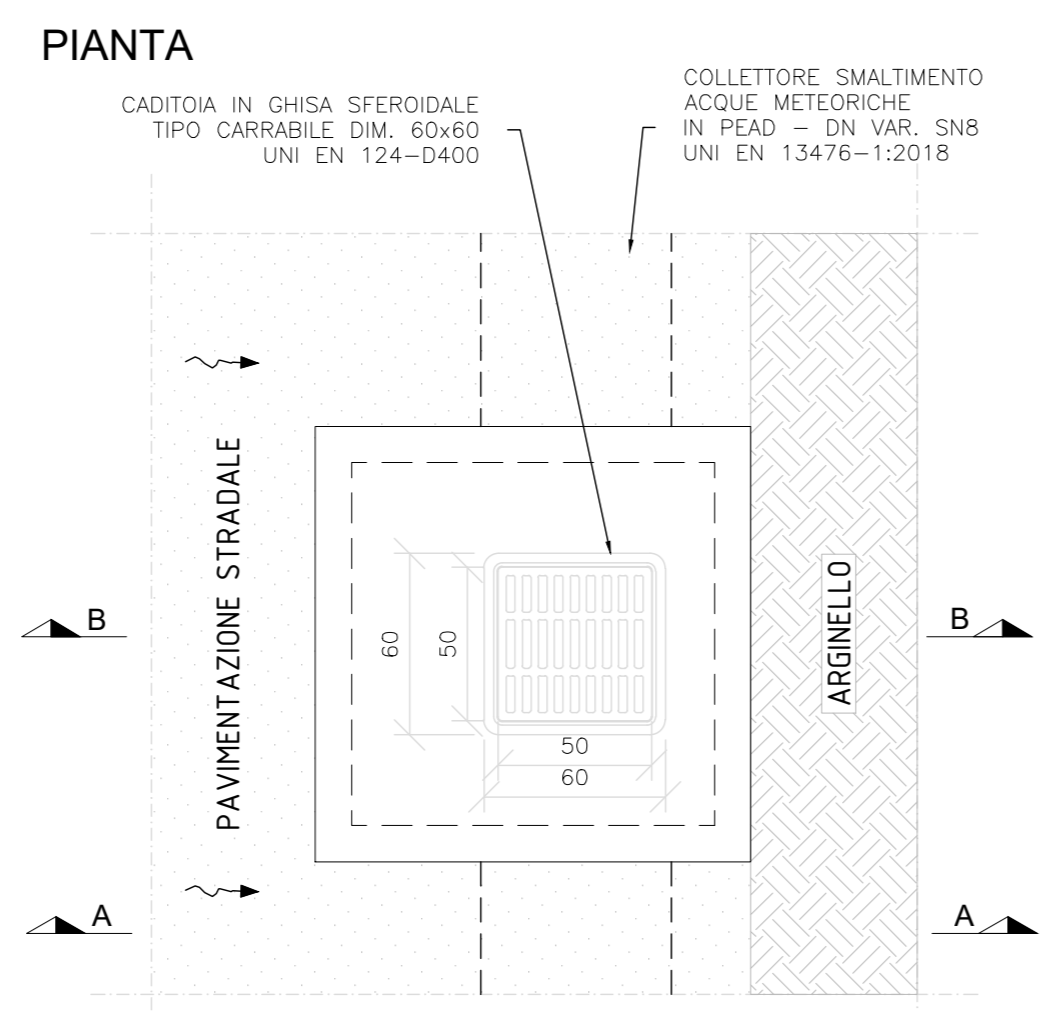 PIANTA
CADITOIA IN GHISA SFEROIDALE
TIPO CARRABILE DIM. 60x60
UNI EN 124-D400
COLLETTORE SMALTIMENTO
ACQUE METEORICHE
IN PEAD - DN VAR. SN8
UNI EN 13476-1:2018
PAVIMENTAZIONE STRADALE
ARGINELLO
60
50
50
60
B
B
A
A